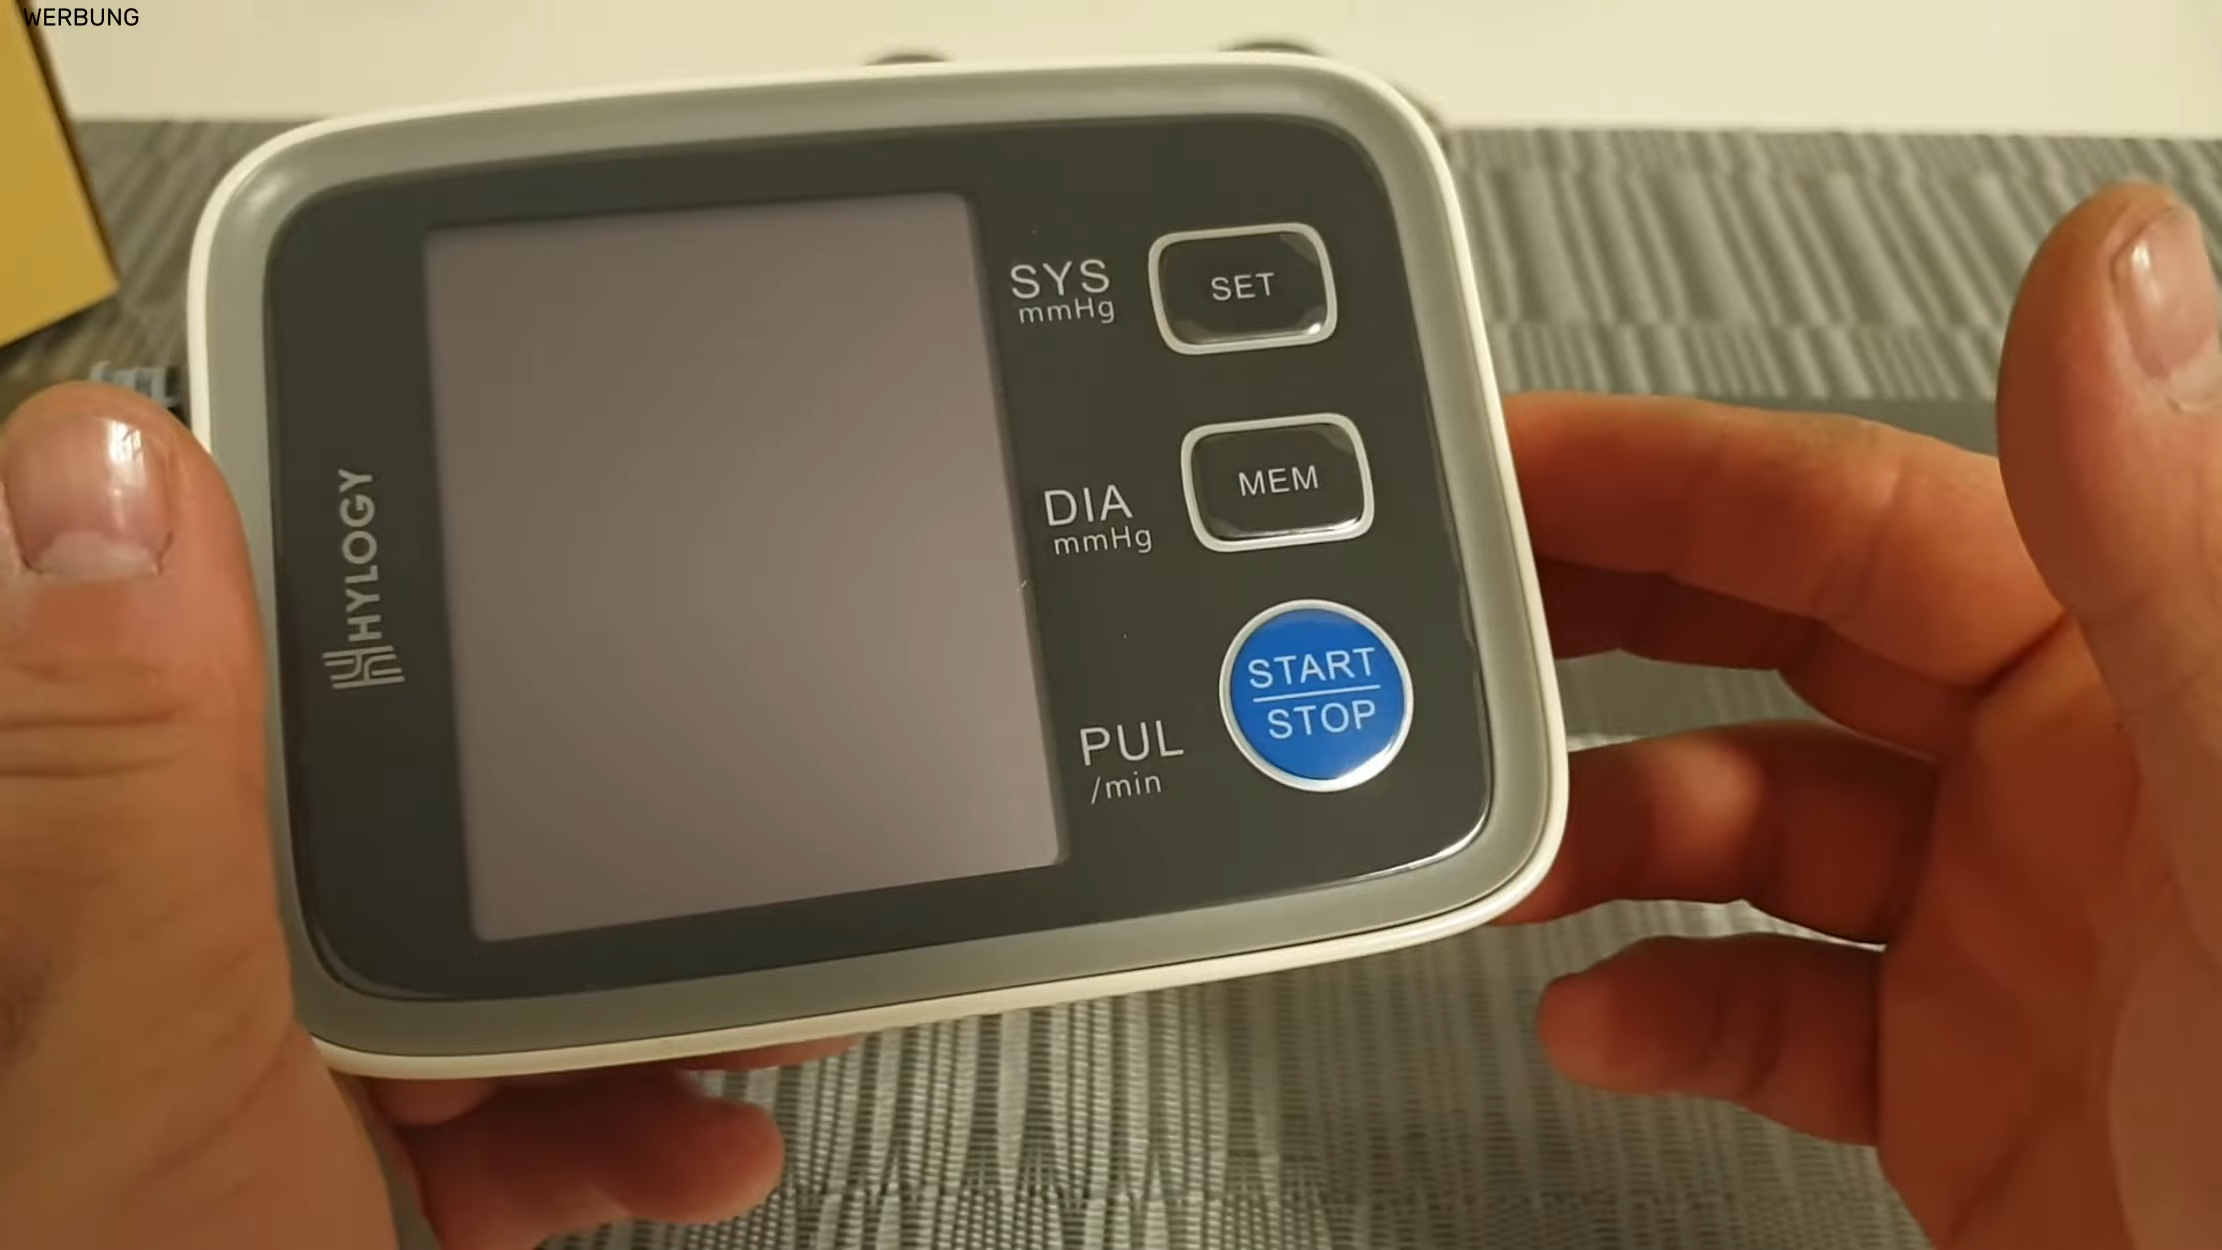 WERBUNG
SYS
mmHg
SET
DIA
mmHg
MEM
PUL
/min
START
STOP
HYLOGY